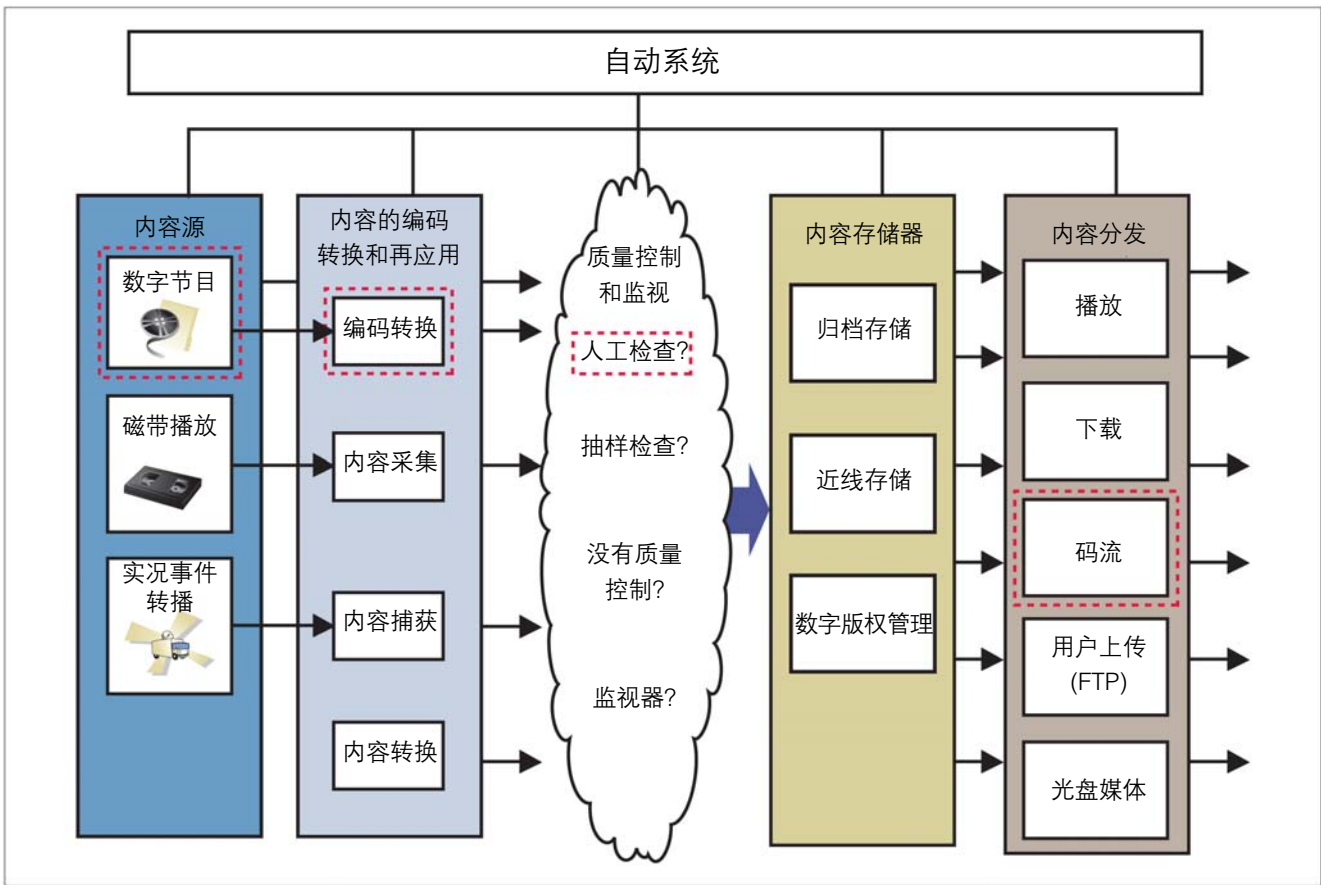 自动系统
内容源
数字节目
磁带播放
实况事件
转播
内容的编码
转换和再应用
编码转换
内容采集
内容捕获
内容转换
质量控制
和监视
人工检查?
抽样检查?
没有质量
控制?
监视器?
内容存储器
归档存储
近线存储
数字版权管理
内容分发
播放
下载
码流
用户上传
(FTP)
光盘媒体